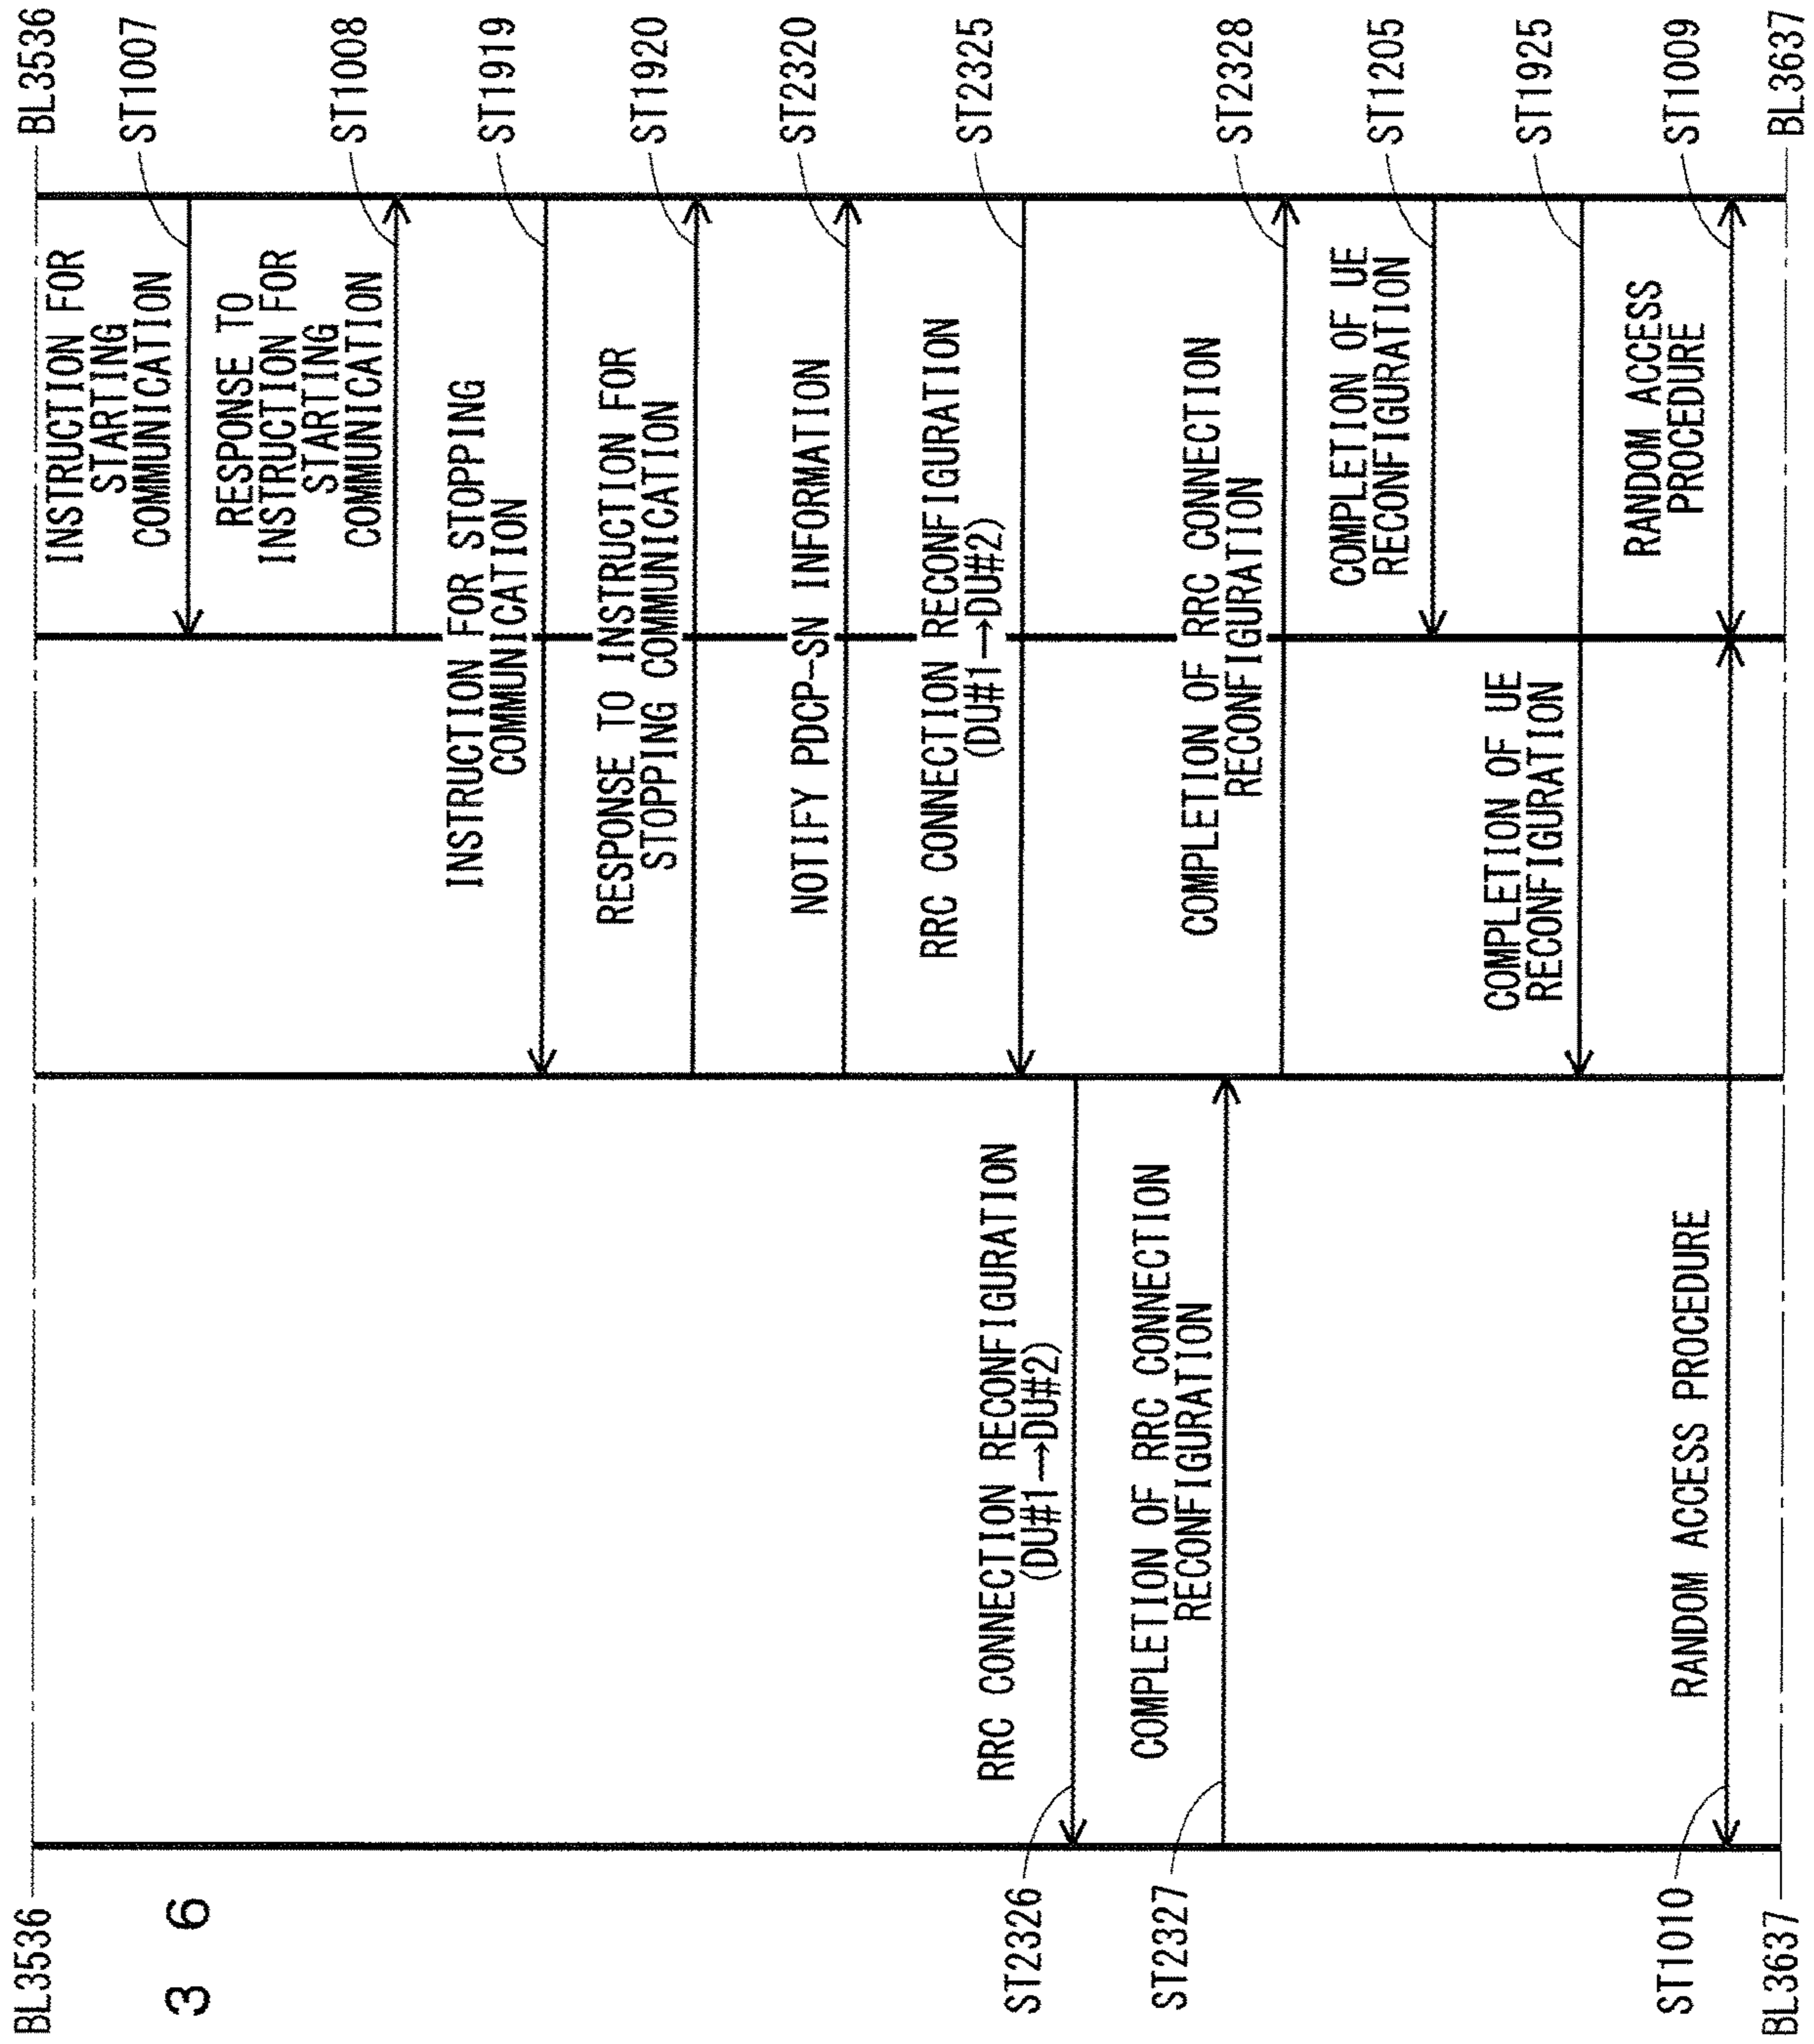 BL3536
BL3536
3 6
INSTRUCTION FOR
STARTING
COMMUNICATION
ST1007
RESPONSE TO
INSTRUCTION FOR
STARTING
COMMUNICATION
ST1008
INSTRUCTION FOR STOPPING
COMMUNICATION
ST1919
RESPONSE TO INSTRUCTION FOR
STOPPING COMMUNICATION
ST1920
NOTIFY PDCP-SN INFORMATION
ST2320
RRC CONNECTION RECONFIGURATION
(DU#1→DU#2)
ST2325
ST2326
RRC CONNECTION RECONFIGURATION
(DU#1→DU#2)
ST2327
COMPLETION OF RRC CONNECTION
RECONFIGURATION
COMPLETION OF RRC CONNECTION
RECONFIGURATION
ST2328
COMPLETION OF UE
RECONFIGURATION
ST1205
COMPLETION OF UE
RECONFIGURATION
ST1925
RANDOM ACCESS
PROCEDURE
ST1009
ST1010
RANDOM ACCESS PROCEDURE
BL3637
BL3637